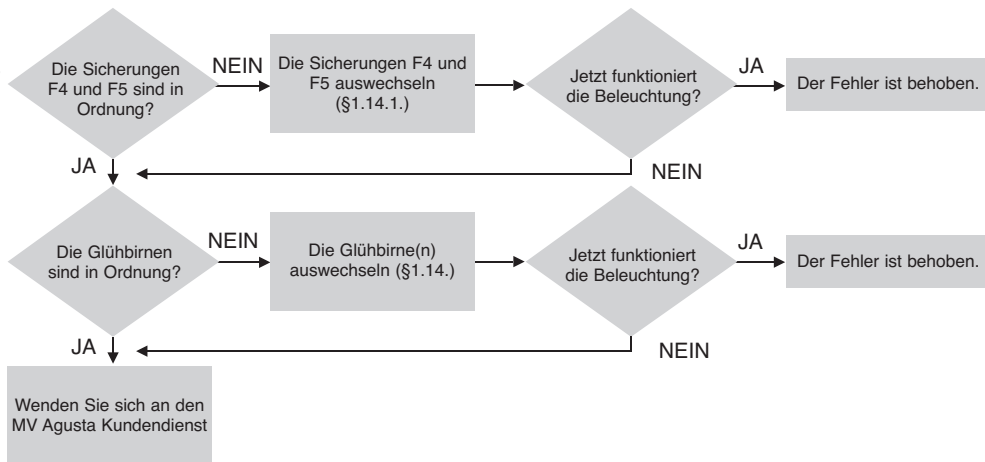 Die Sicherungen
F4 und F5 sind in
Ordnung?
NEIN
Die Sicherungen F4 und
F5 auswechseln
(§1.14.1.)
Jetzt funktioniert
die Beleuchtung?
JA
Der Fehler ist behoben.
JA
NEIN
Die Glühbirnen
sind in Ordnung?
NEIN
Die Glühbirne(n)
auswechseln (§1.14.)
Jetzt funktioniert
die Beleuchtung?
JA
Der Fehler ist behoben.
JA
NEIN
Wenden Sie sich an den
MV Agusta Kundendienst